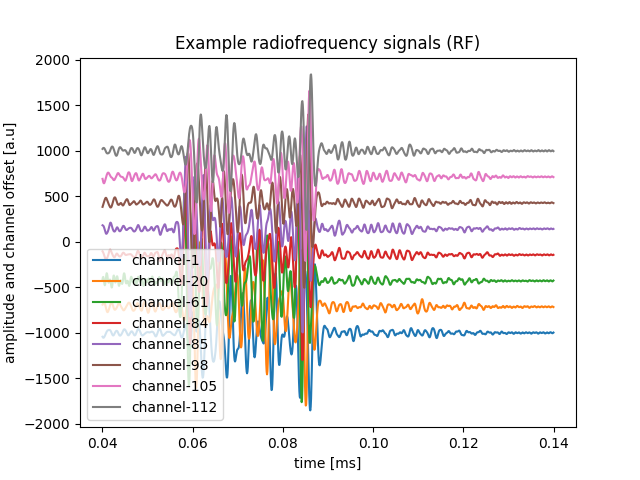 Example radiofrequency signals (RF)
amplitude and channel offset [a.u]
2000
1500
1000
500
0
−500
−1000
−1500
−2000
channel-1
channel-20
channel-61
channel-84
channel-85
channel-98
channel-105
channel-112
0.04 0.06 0.08 0.10 0.12 0.14
time [ms]